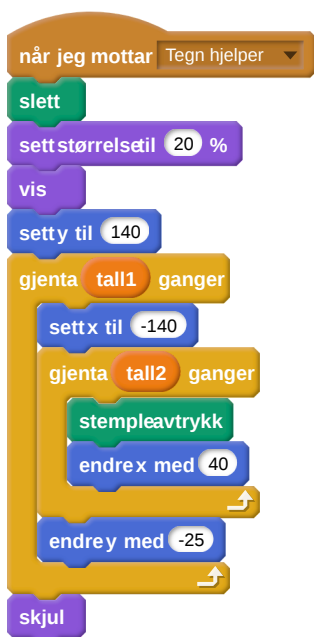 når jeg mottar Tegn hjelper
slett
sett størrelse til 20 %
vis
sett y til 140
gjenta tall1 ganger
sett x til -140
gjenta tall2 ganger
stemple avtrykk
endre x med 40
endre y med -25
skjul